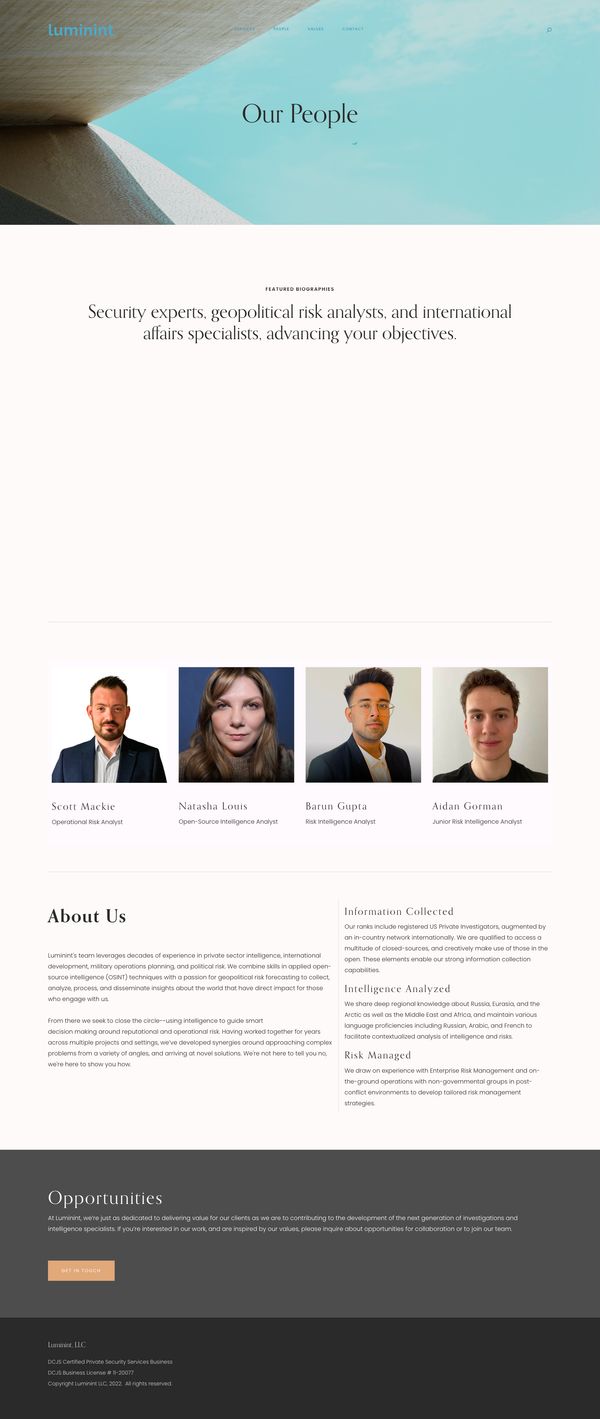 luminint
SERVICES PEOPLE VALUES CONTACT
Our People
FEATURED BIOGRAPHIES
Security experts, geopolitical risk analysts, and international
affairs specialists, advancing your objectives.
Scott Mackie
Operational Risk Analyst
Natasha Louis
Open-Source Intelligence Analyst
Barun Gupta
Risk Intelligence Analyst
Aidan Gorman
Junior Risk Intelligence Analyst
About Us
Luminint's team leverages decades of experience in private sector intelligence, international
development, military operations planning, and political risk. We combine skills in applied open-
source intelligence (OSINT) techniques with a passion for geopolitical risk forecasting to collect,
analyze, process, and disseminate insights about the world that have direct impact for those
who engage with us.
From there we seek to close the circle--using intelligence to guide smart
decision making around reputational and operational risk. Having worked together for years
across multiple projects and settings, we've developed synergies around approaching complex
problems from a variety of angles, and arriving at novel solutions. We're not here to tell you no,
we're here to show you how.
Information Collected
Our ranks include registered US Private Investigators, augmented by
an in-country network internationally. We are qualified to access a
multitude of closed-sources, and creatively make use of those in the
open. These elements enable our strong information collection
capabilities.
Intelligence Analyzed
We share deep regional knowledge about Russia, Eurasia, and the
Arctic as well as the Middle East and Africa, and maintain various
language proficiencies including Russian, Arabic, and French to
facilitate contextualized analysis of intelligence and risks.
Risk Managed
We draw on experience with Enterprise Risk Management and on-
the-ground operations with non-governmental groups in post-
conflict environments to develop tailored risk management
strategies.
Opportunities
At Luminint, we're just as dedicated to delivering value for our clients as we are to contributing to the development of the next generation of investigations and
intelligence specialists. If you're interested in our work, and are inspired by our values, please inquire about opportunities for collaboration or to join our team.
GET IN TOUCH
Luminint, LLC
DCJS Certified Private Security Services Business
DCJS Business License # 11-20077
Copyright Luminint LLC, 2022. All rights reserved.